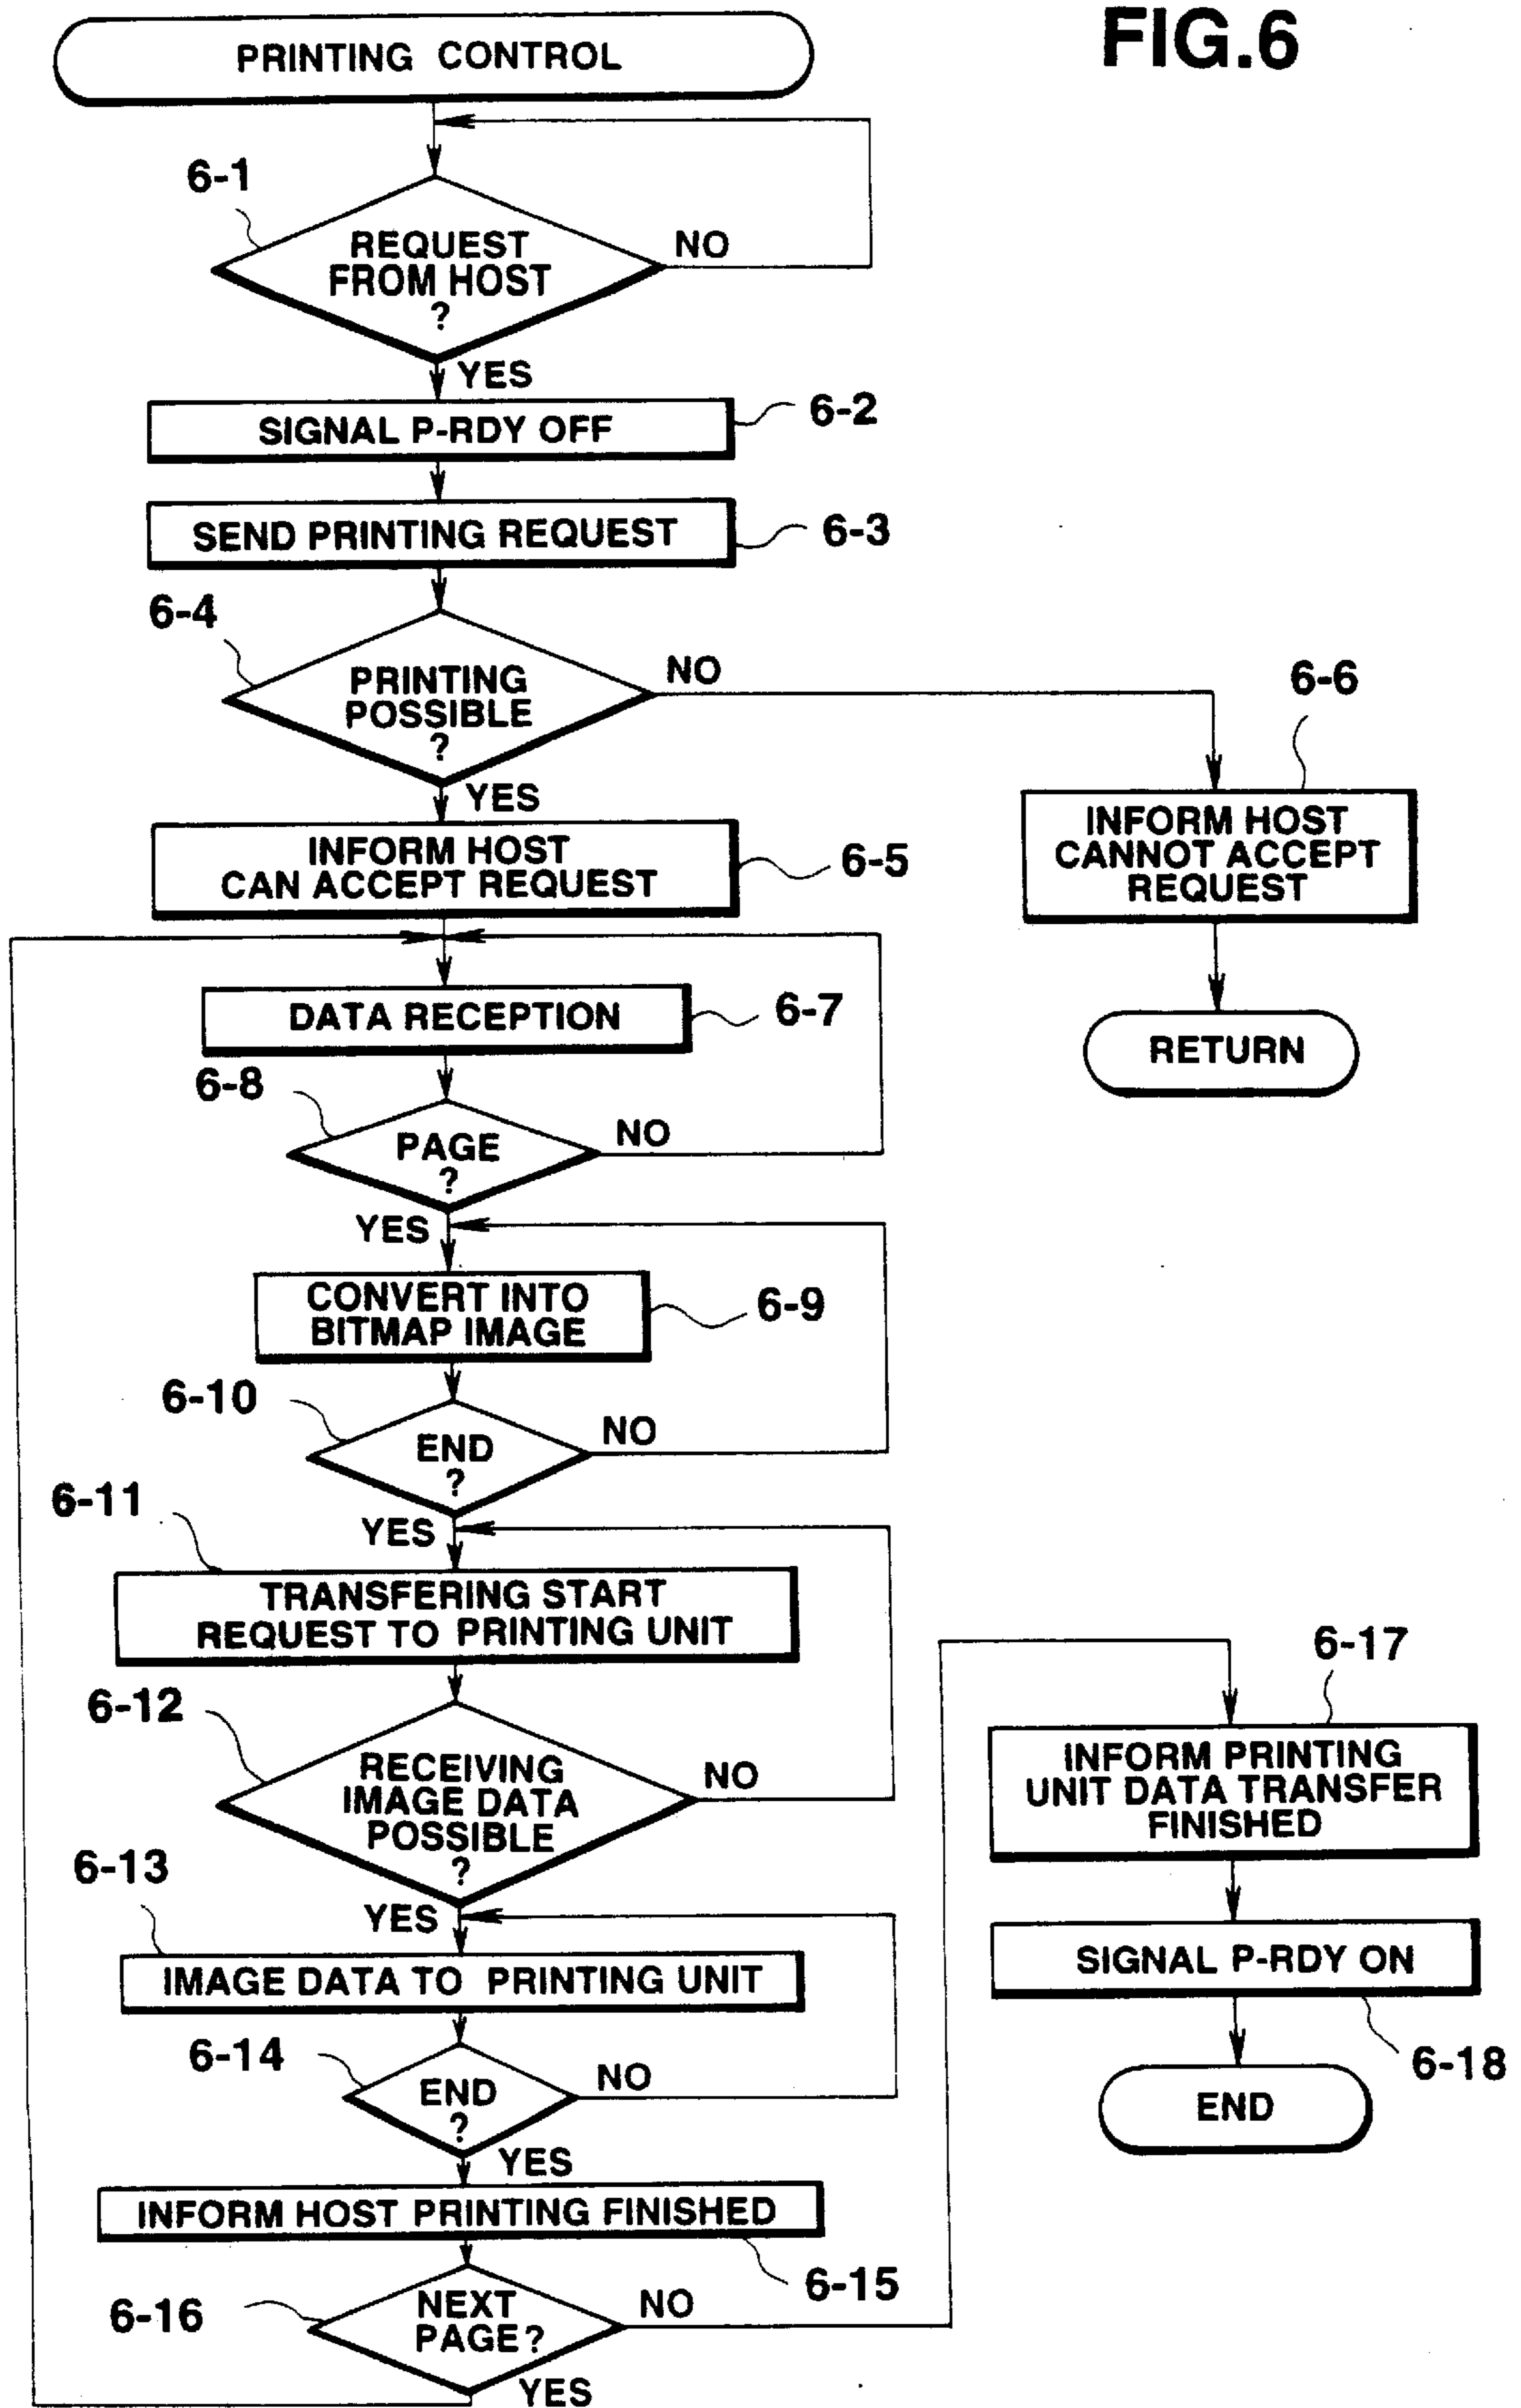 FIG.6
PRINTING CONTROL
6-1
REQUEST
FROM HOST
?
NO
YES
SIGNAL P-RDY OFF
6-2
SEND PRINTING REQUEST
6-3
6-4
PRINTING
POSSIBLE
?
NO
YES
6-6
INFORM HOST
CANNOT ACCEPT
REQUEST
RETURN
INFORM HOST
CAN ACCEPT REQUEST
6-5
DATA RECEPTION
6-7
6-8
PAGE
?
NO
YES
CONVERT INTO
BITMAP IMAGE
6-9
6-10
END
?
NO
YES
6-11
TRANSFERING START
REQUEST TO PRINTING UNIT
6-12
RECEIVING
IMAGE DATA
POSSIBLE
?
NO
YES
6-13
IMAGE DATA TO PRINTING UNIT
6-14
END
?
NO
YES
INFORM HOST PRINTING FINISHED
6-15
6-16
NEXT
PAGE?
NO
YES
6-17
INFORM PRINTING
UNIT DATA TRANSFER
FINISHED
SIGNAL P-RDY ON
6-18
END